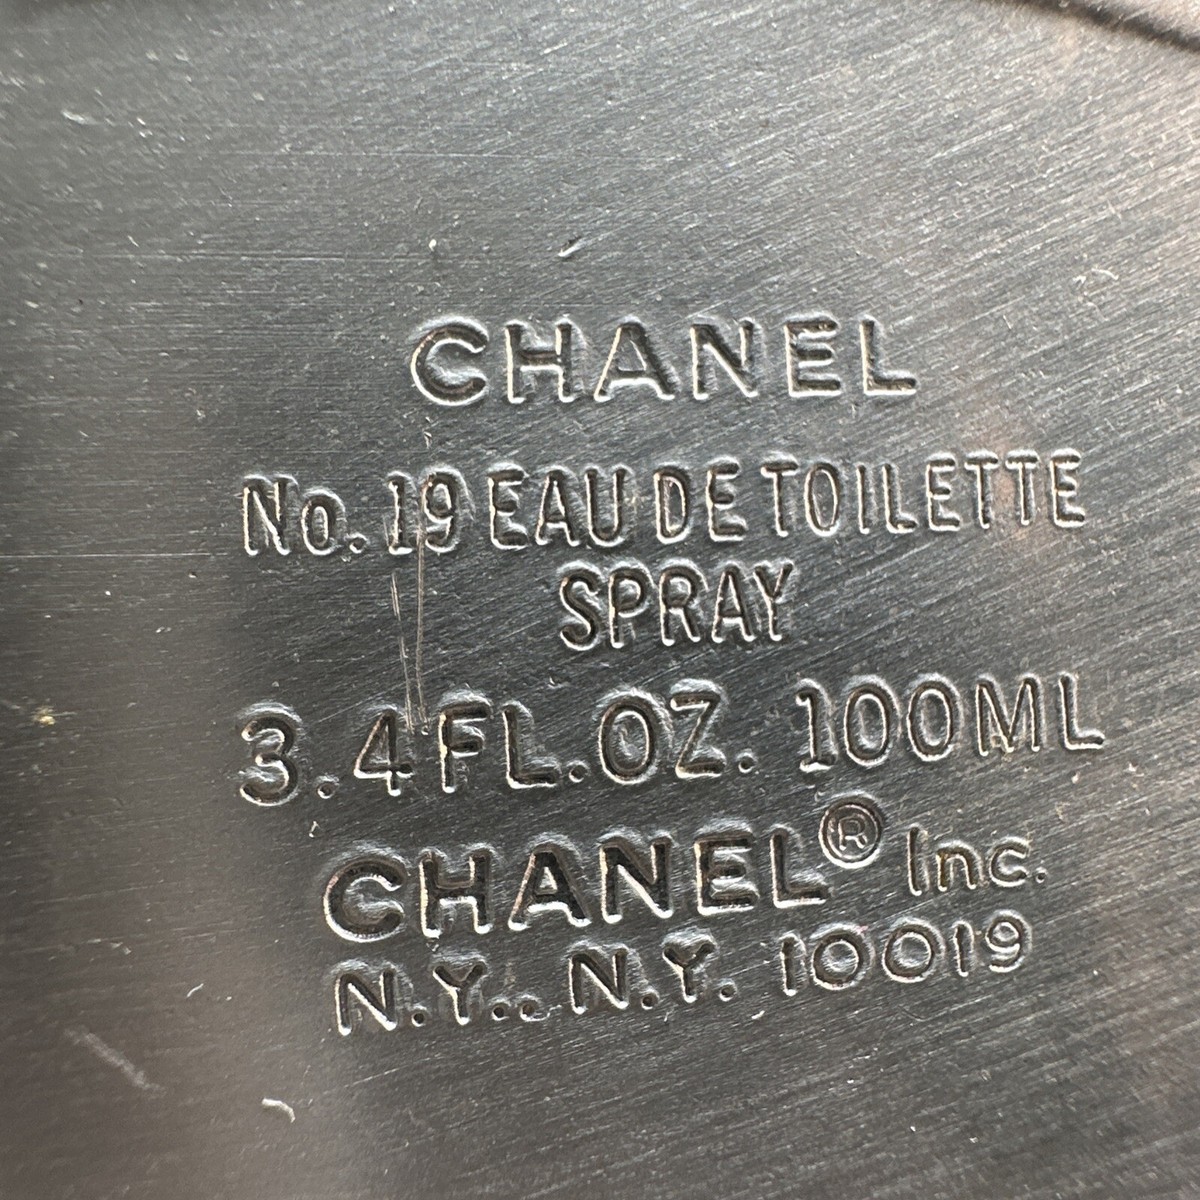 CHANEL
No. 19 EAU DE TOILETTE
SPRAY
3.4 FL.OZ. 100ML
CHANEL® Inc.
N.Y., N.Y. 10019